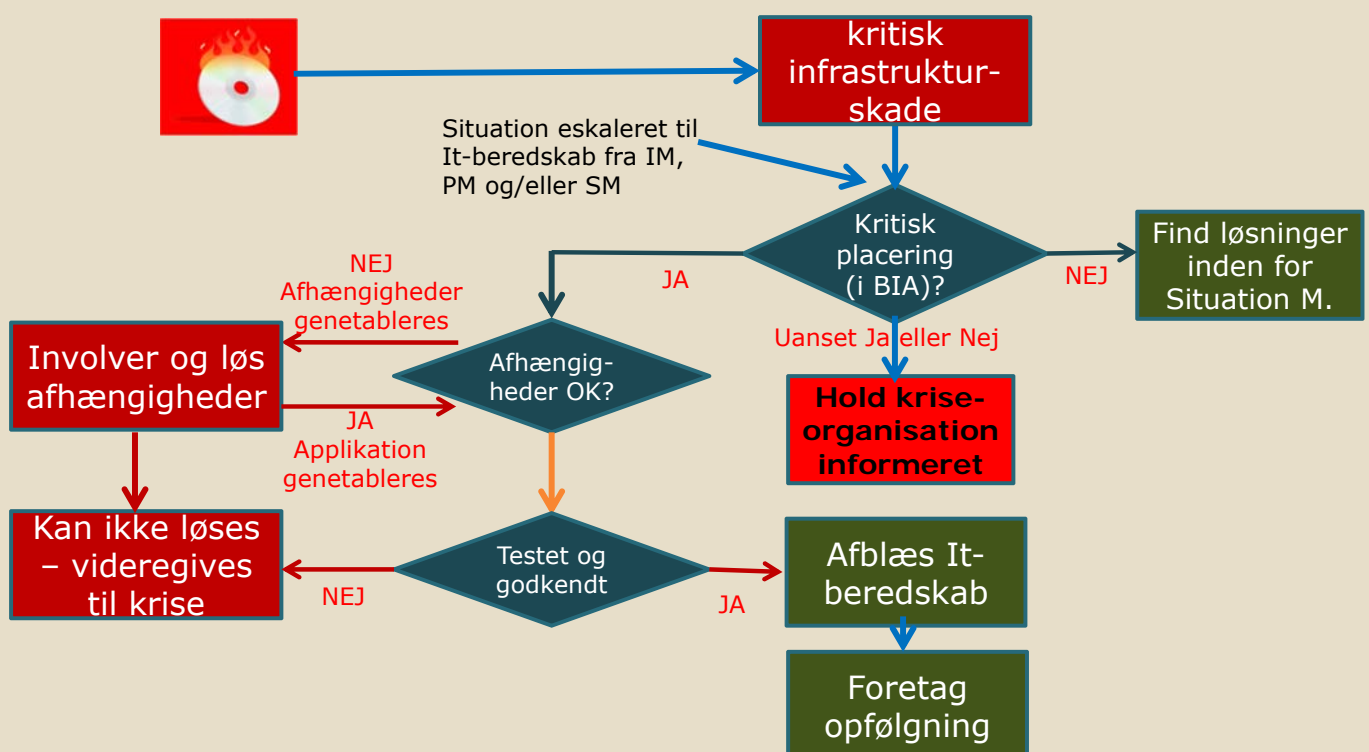 kritisk
infrastruktur-
skade
Situation eskaleret til
It-beredskab fra IM,
PM og/eller SM
Kritisk
placering
(i BIA)?
JA
NEJ
Find løsninger
inden for
Situation M.
Uanset Ja eller Nej
Hold krise-
organisation
informeret
NEJ
Afhængigheder
genetableres
Involver og løs
afhængigheder
Afhængig-
heder OK?
JA
Applikation
genetableres
Kan ikke løses
– videregives
til krise
NEJ
Testet og
godkendt
JA
Afblæs It-
beredskab
Foretag
opfølgning